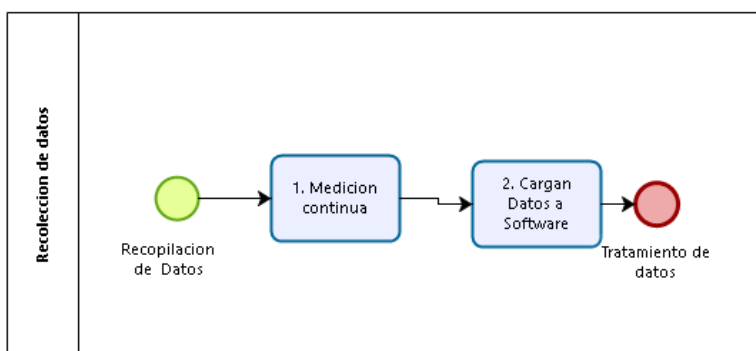 Recoleccion de datos
Recopilacion
de Datos
1. Medicion
continua
2. Cargan
Datos a
Software
Tratamiento de
datos